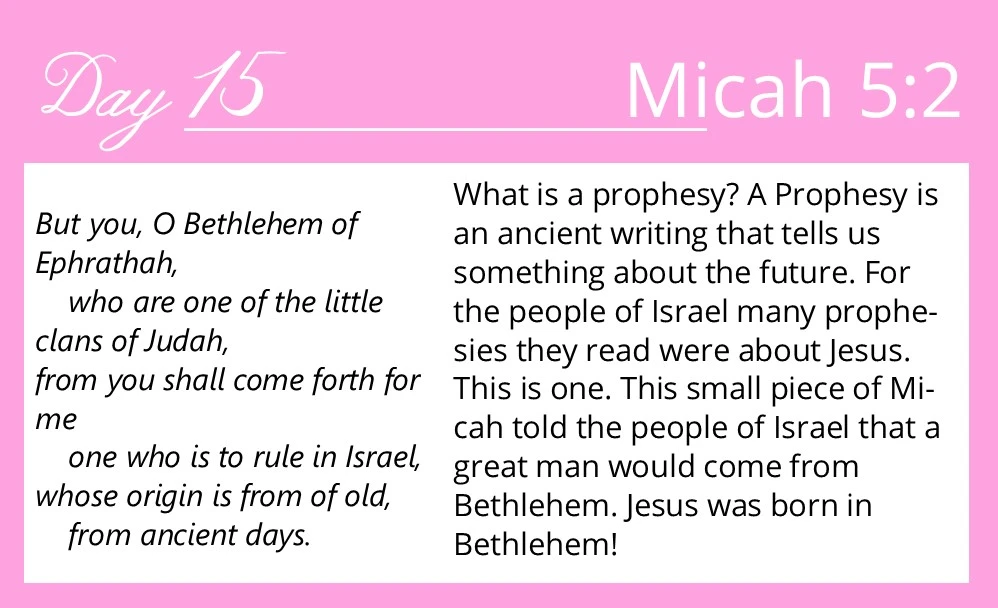 Day 15
Micah 5:2
But you, O Bethlehem of
Ephrathah,
who are one of the little
clans of Judah,
from you shall come forth for
me
one who is to rule in Israel,
whose origin is from of old,
from ancient days.
What is a prophesy? A Prophesy is
an ancient writing that tells us
something about the future. For
the people of Israel many prophe-
sies they read were about Jesus.
This is one. This small piece of Mi-
cah told the people of Israel that a
great man would come from
Bethlehem. Jesus was born in
Bethlehem!